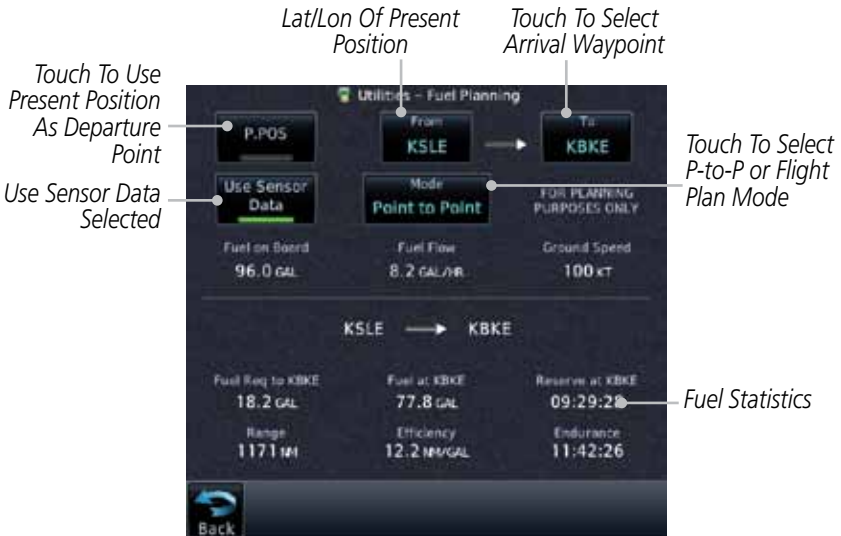 Lat/Lon Of Present
Position
Touch To Select
Arrival Waypoint
Touch To Use
Present Position
As Departure
Point
Use Sensor Data
Selected
Touch To Select
P-to-P or Flight
Plan Mode
Fuel Statistics
Utilities – Fuel Planning
P.POS
From
KSLE
To
KBKE
Use Sensor
Data
Mode
Point to Point
FOR PLANNING
PURPOSES ONLY
Fuel on Board
96.0 GAL
Fuel Flow
8.2 GAL/HR
Ground Speed
100 KT
KSLE
KBKE
Fuel Req to KBKE
18.2 GAL
Fuel at KBKE
77.8 GAL
Reserve at KBKE
09:29:28
Range
1171 NM
Efficiency
12.2 NM/GAL
Endurance
11:42:26
Back